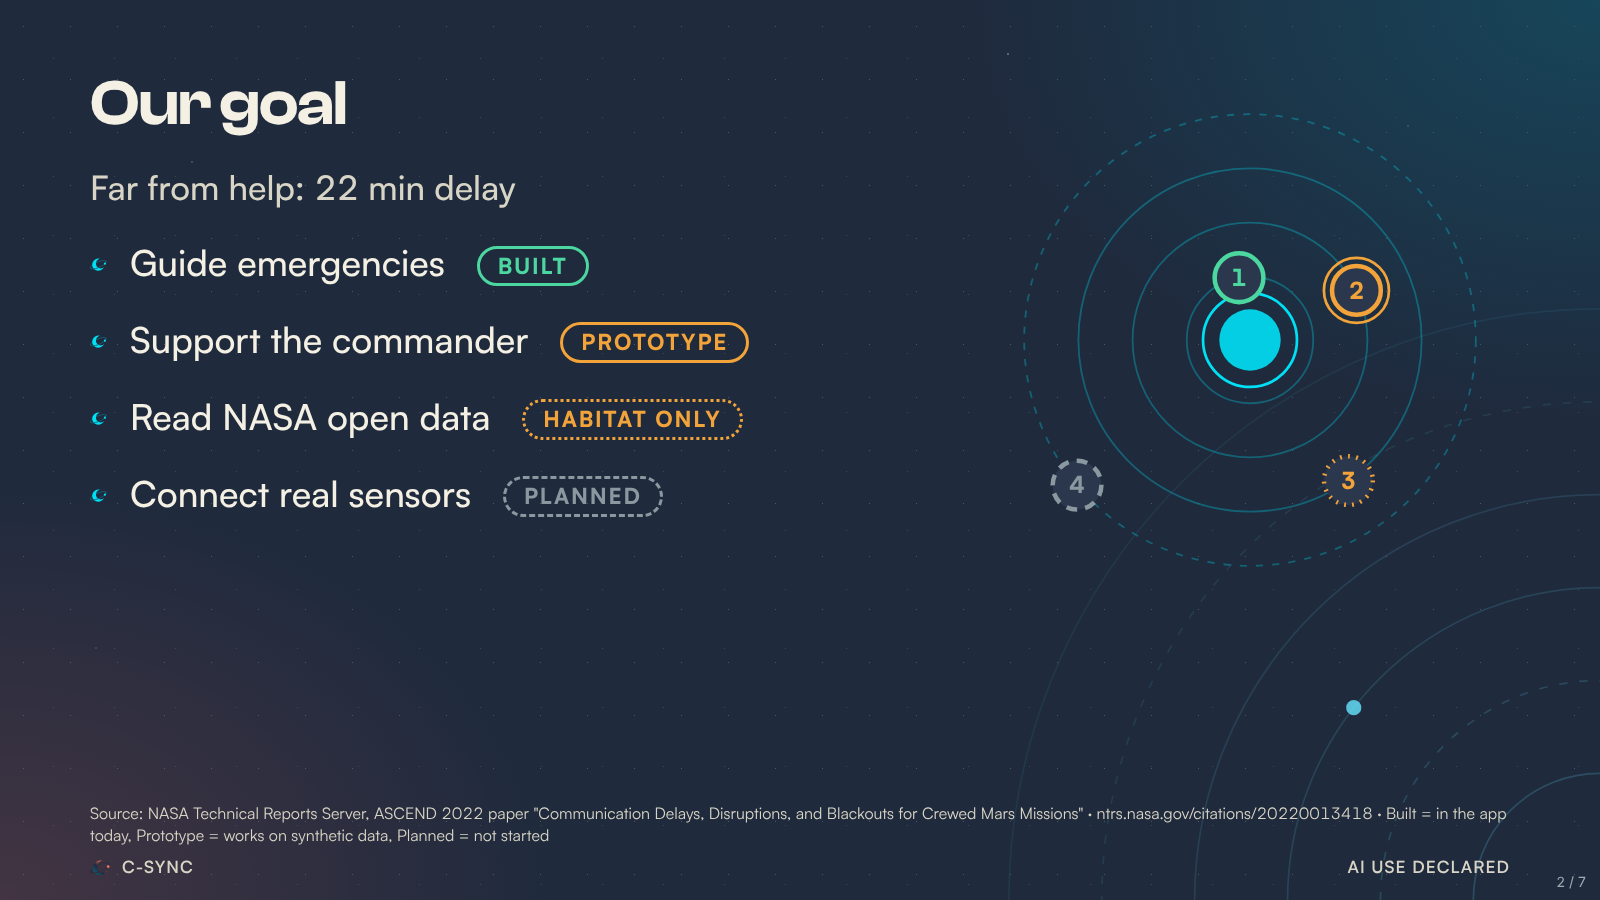 Our goal
Far from help: 22 min delay
Guide emergencies BUILT
Support the commander PROTOTYPE
Read NASA open data HABITAT ONLY
Connect real sensors PLANNED
1
2
3
4
Source: NASA Technical Reports Server, ASCEND 2022 paper "Communication Delays, Disruptions, and Blackouts for Crewed Mars Missions" · ntrs.nasa.gov/citations/20220013418 · Built = in the app
today, Prototype = works on synthetic data, Planned = not started
C-SYNC
AI USE DECLARED
2 / 7